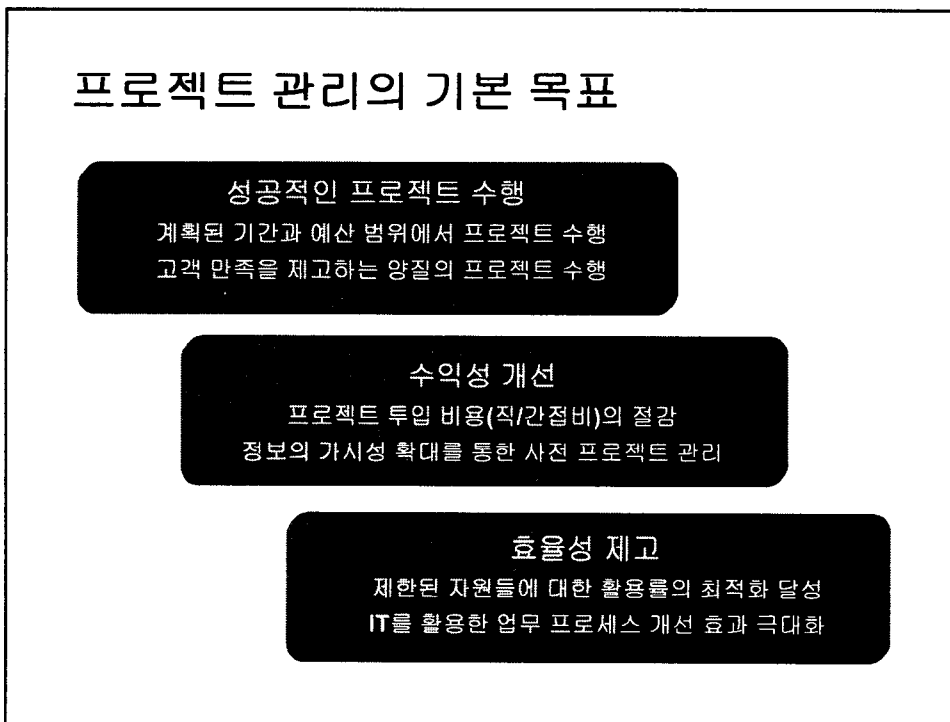 프로젝트 관리의 기본 목표
성공적인 프로젝트 수행
계획된 기간과 예산 범위에서 프로젝트 수행
고객 만족을 제고하는 양질의 프로젝트 수행
수익성 개선
프로젝트 투입 비용(직/간접비)의 절감
정보의 가시성 확대를 통한 사전 프로젝트 관리
효율성 제고
제한된 자원들에 대한 활용률의 최적화 달성
IT를 활용한 업무 프로세스 개선 효과 극대화